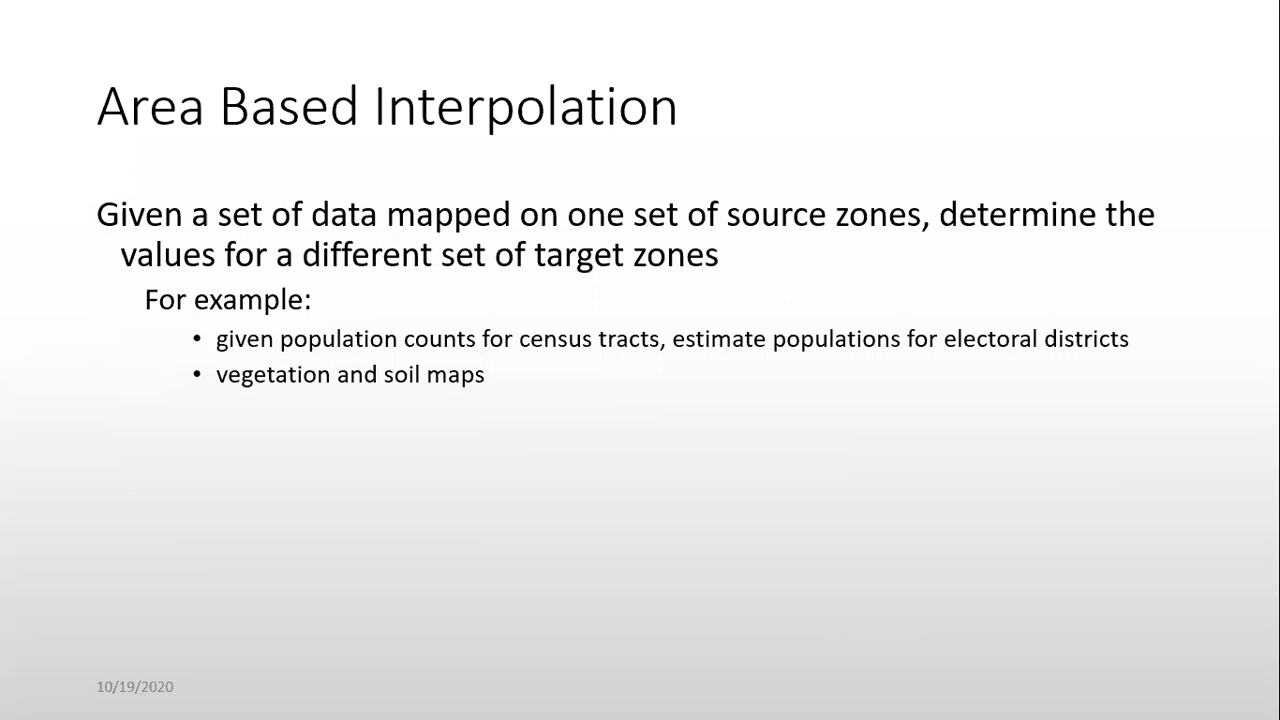 Area Based Interpolation
Given a set of data mapped on one set of source zones, determine the
values for a different set of target zones
For example:
• given population counts for census tracts, estimate populations for electoral districts
• vegetation and soil maps
10/19/2020